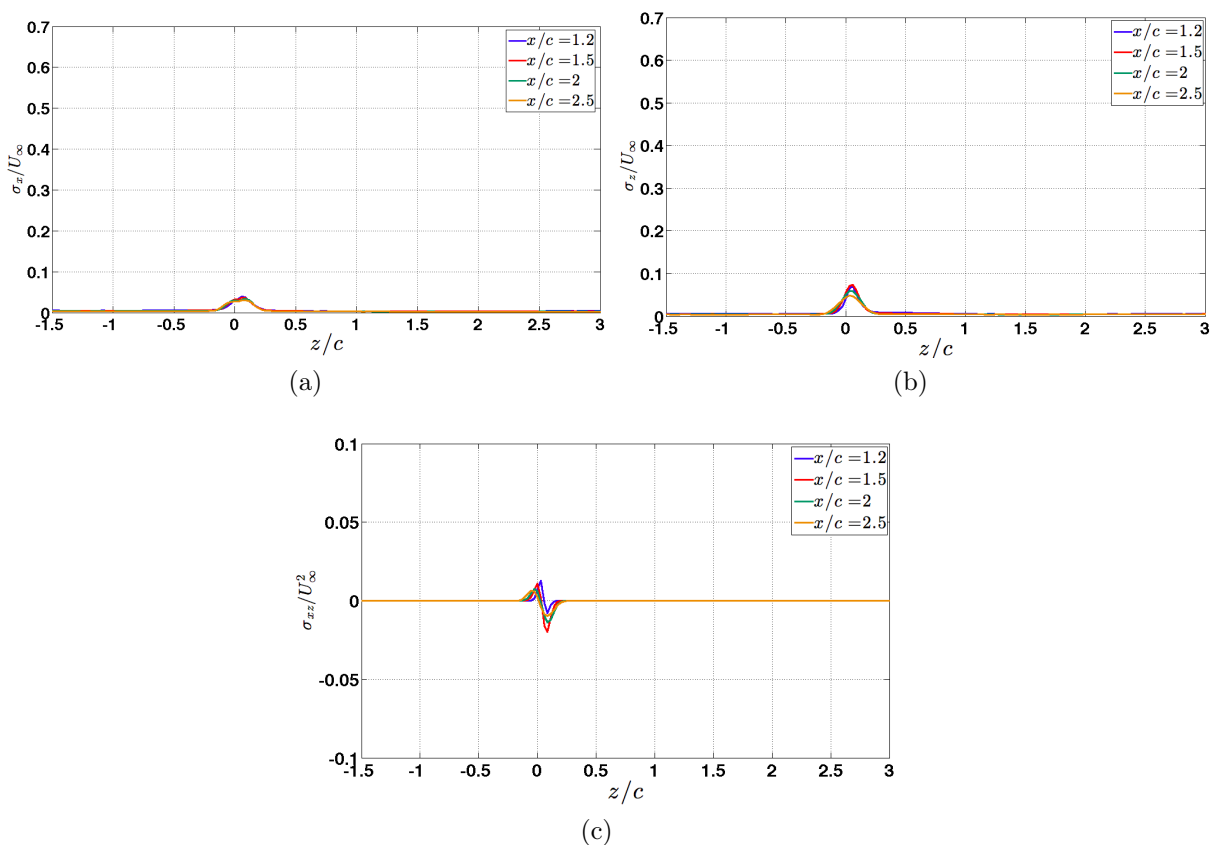 0.7
0.6
0.5
0.4
0.3
0.2
0.1
0
σx/U∞
-1.5 -1 -0.5 0 0.5 1 1.5 2 2.5 3
z/c
x/c =1.2
x/c =1.5
x/c =2
x/c =2.5
(a)
0.7
0.6
0.5
0.4
0.3
0.2
0.1
0
σz/U∞
-1.5 -1 -0.5 0 0.5 1 1.5 2 2.5 3
z/c
x/c =1.2
x/c =1.5
x/c =2
x/c =2.5
(b)
0.1
0.05
0
-0.05
-0.1
σxz/U²∞
-1.5 -1 -0.5 0 0.5 1 1.5 2 2.5 3
z/c
x/c =1.2
x/c =1.5
x/c =2
x/c =2.5
(c)